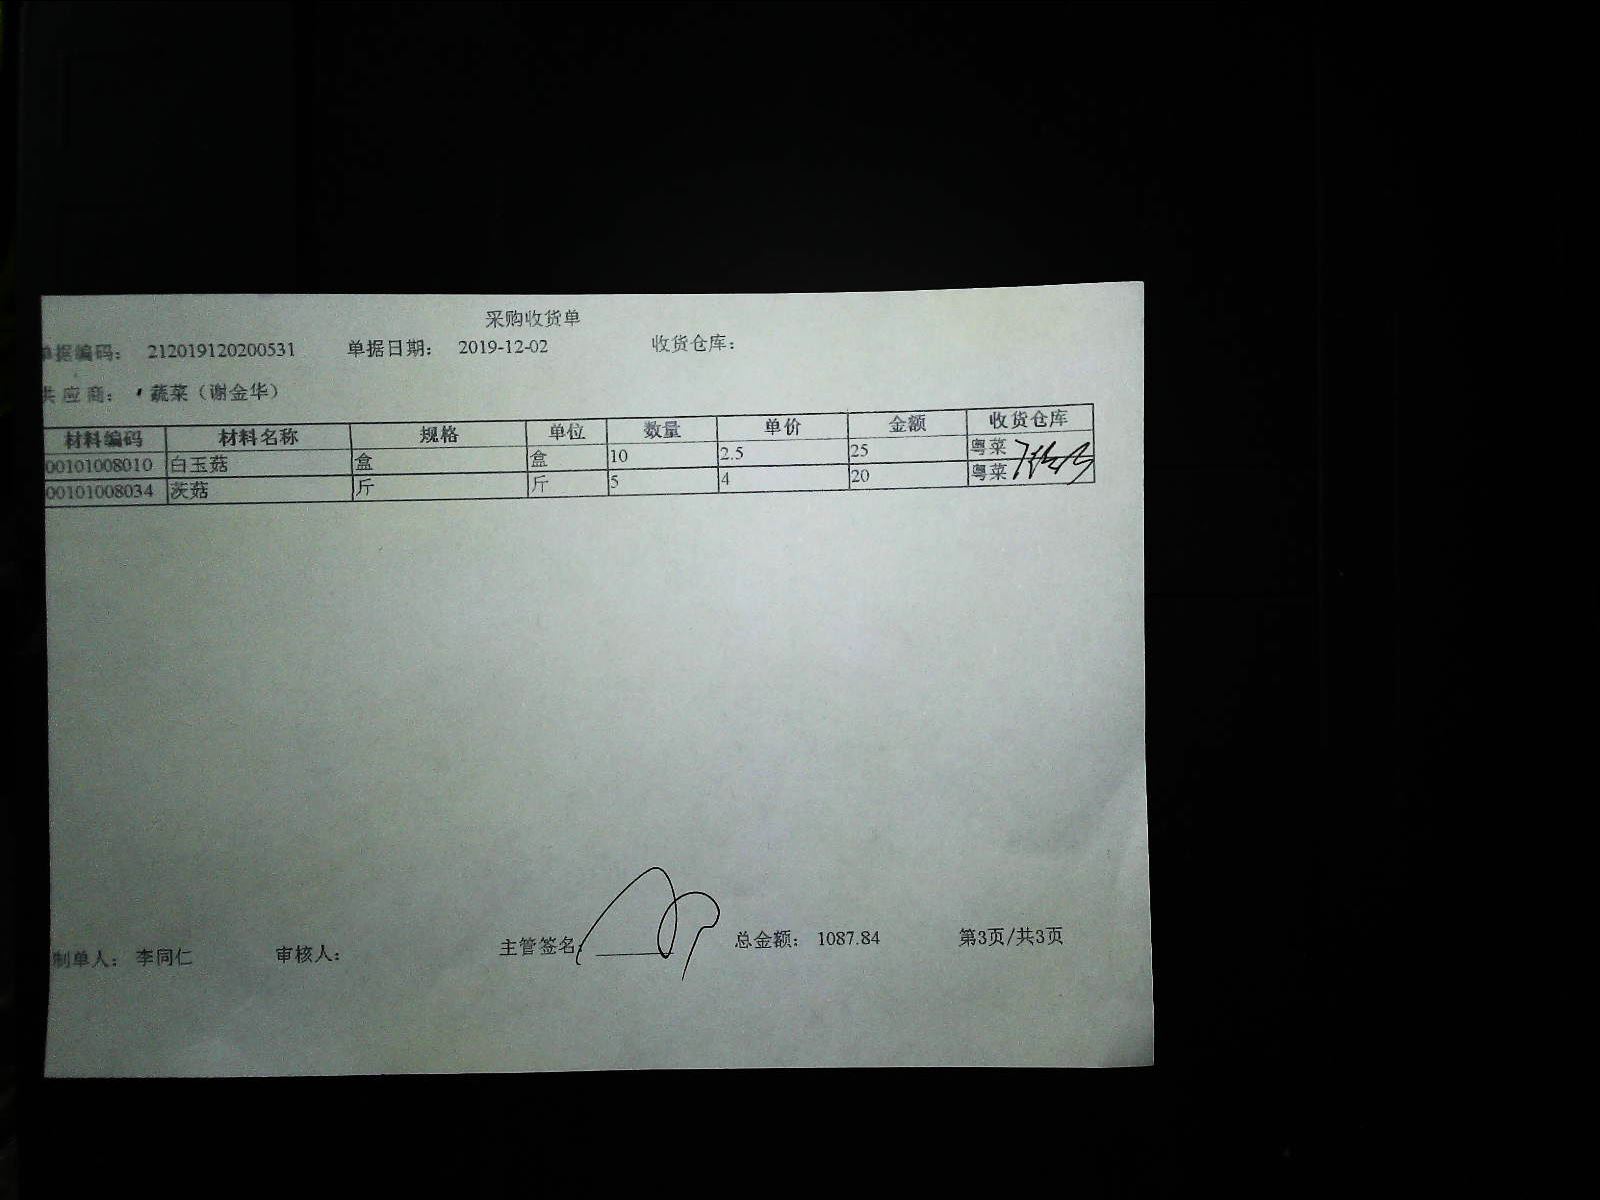 采购收货单
单据编码: 212019120200531 单据日期: 2019-12-02 收货仓库:
供应商: 蔬菜（谢金华）
材料编码 材料名称 规格 单位 数量 单价 金额 收货仓库
00101008010 白玉菇 盒 盒 10 2.5 25 粤菜
00101008034 茨菇 斤 斤 5 4 20 粤菜
制单人: 李同仁 审核人: 主管签名: 总金额: 1087.84 第3页/共3页